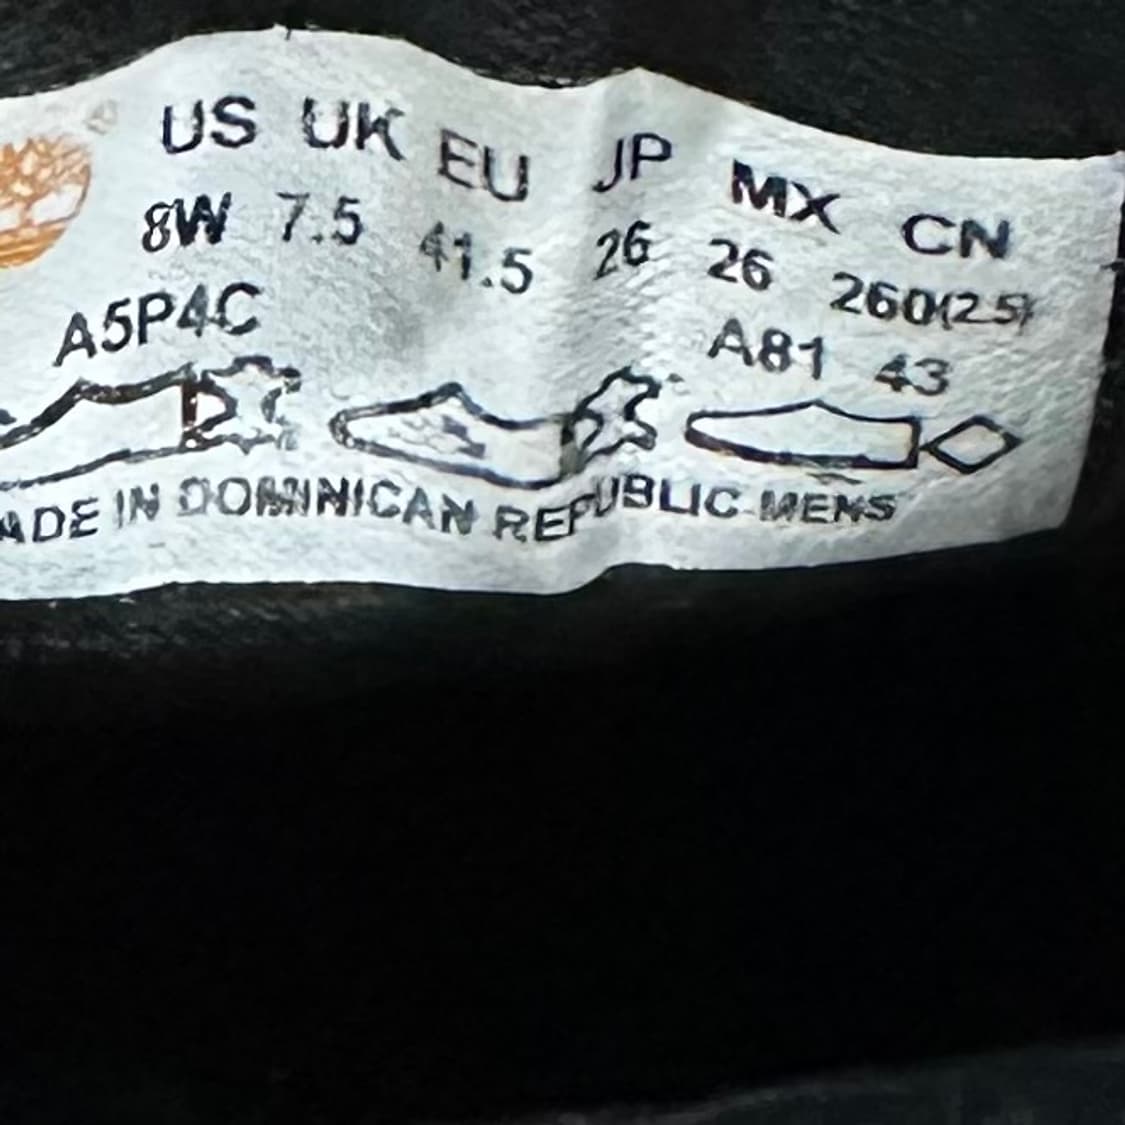 US UK EU JP MX CN
8W 7.5 41.5 26 26 260(2.5)
A5P4C A81 43
ADE IN DOMINICAN REPUBLIC MENS